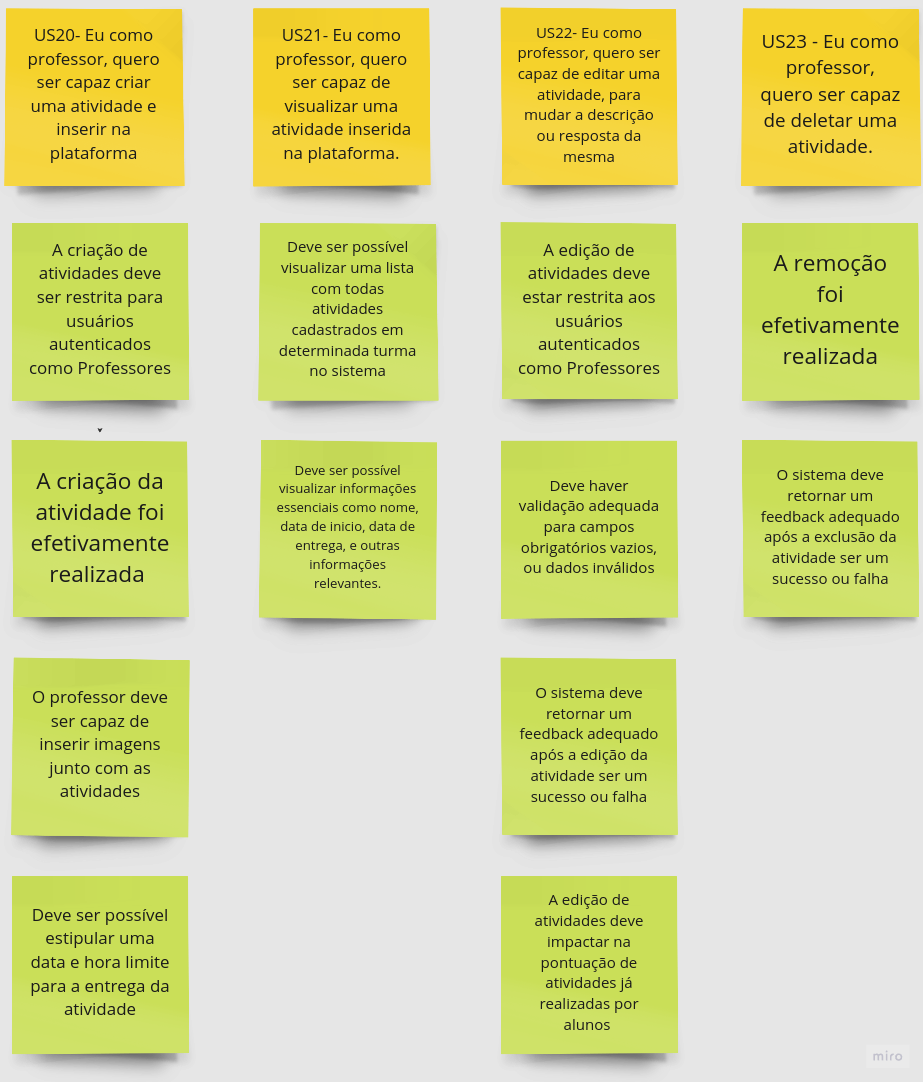 US20- Eu como
professor, quero
ser capaz criar
uma atividade e
inserir na
plataforma
US21- Eu como
professor, quero
ser capaz de
visualizar uma
atividade inserida
na plataforma.
US22- Eu como
professor, quero ser
capaz de editar uma
atividade, para
mudar a descrição
ou resposta da
mesma
US23 - Eu como
professor,
quero ser capaz
de deletar uma
atividade.
A criação de
atividades deve
ser restrita para
usuários
autenticados
como Professores
Deve ser possível
visualizar uma lista
com todas
atividades
cadastrados em
determinada turma
no sistema
A edição de
atividades deve
estar restrita aos
usuários
autenticados
como Professores
A remoção
foi
efetivamente
realizada
A criação da
atividade foi
efetivamente
realizada
Deve ser possível
visualizar informações
essenciais como nome,
data de inicio, data de
entrega, e outras
informações
relevantes.
Deve haver
validação adequada
para campos
obrigatórios vazios,
ou dados inválidos
O sistema deve
retornar um
feedback adequado
após a exclusão da
atividade ser um
sucesso ou falha
O professor deve
ser capaz de
inserir imagens
junto com as
atividades
O sistema deve
retornar um
feedback adequado
após a edição da
atividade ser um
sucesso ou falha
Deve ser possível
estipular uma
data e hora limite
para a entrega da
atividade
A edição de
atividades deve
impactar na
pontuação de
atividades já
realizadas por
alunos
miro